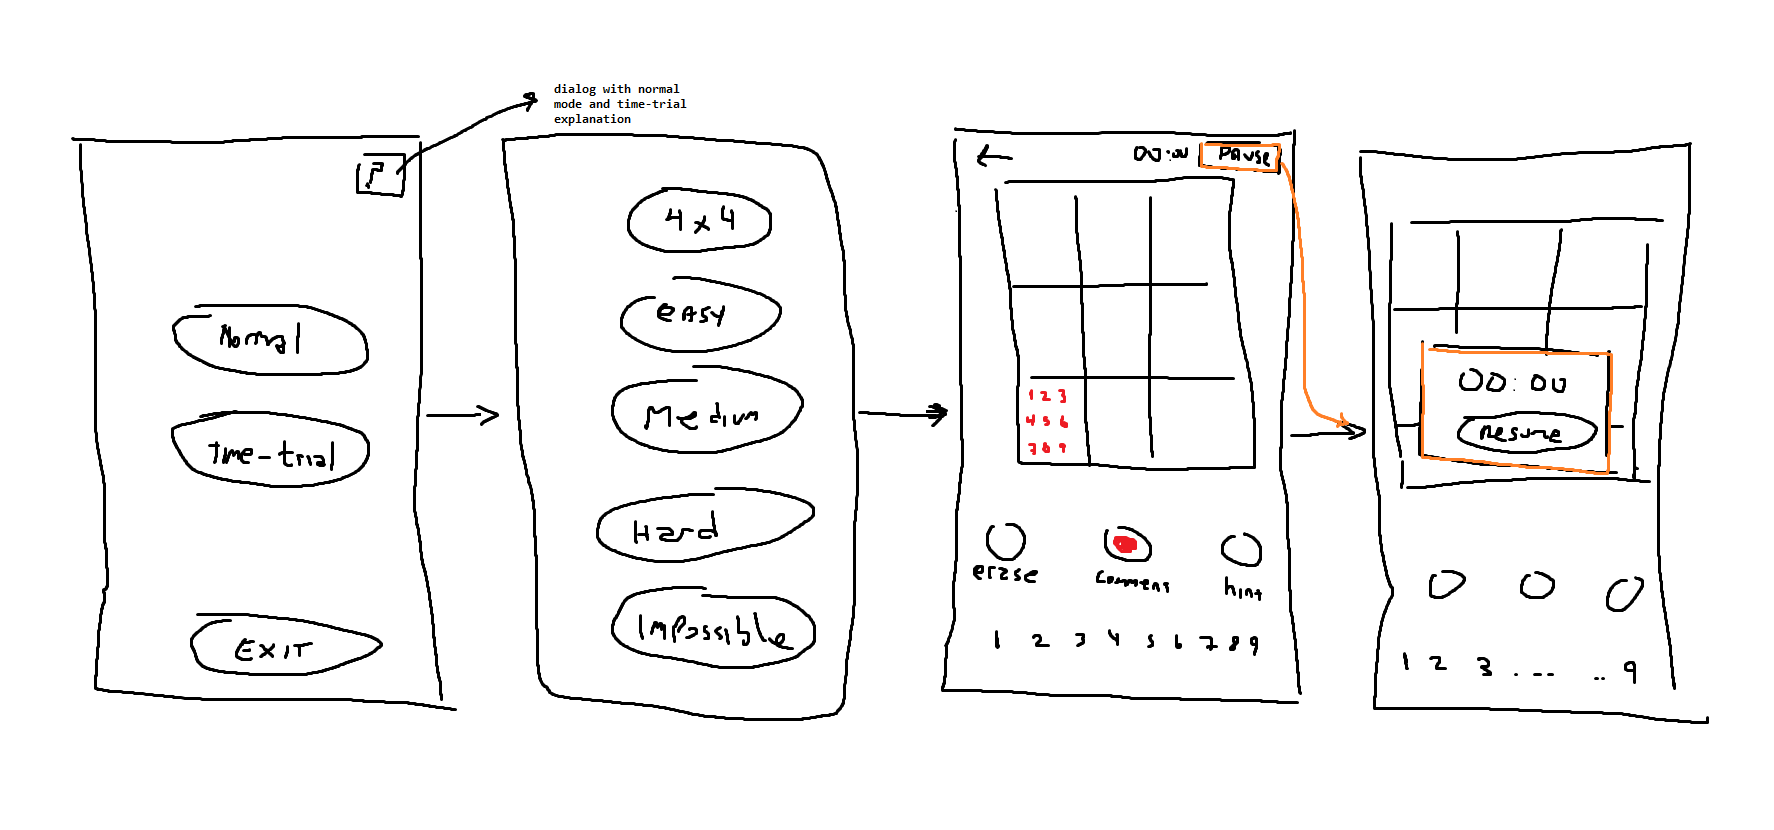 dialog with normal
mode and time-trial
explanation
?
Normal
Time-trial
EXIT
4x4
easy
Medium
Hard
Impossible
00:00 PAUSE
1 2 3
4 5 6
7 8 9
erase comment hint
1 2 3 4 5 6 7 8 9
00:00
Resume
1 2 3 . -- .. 9